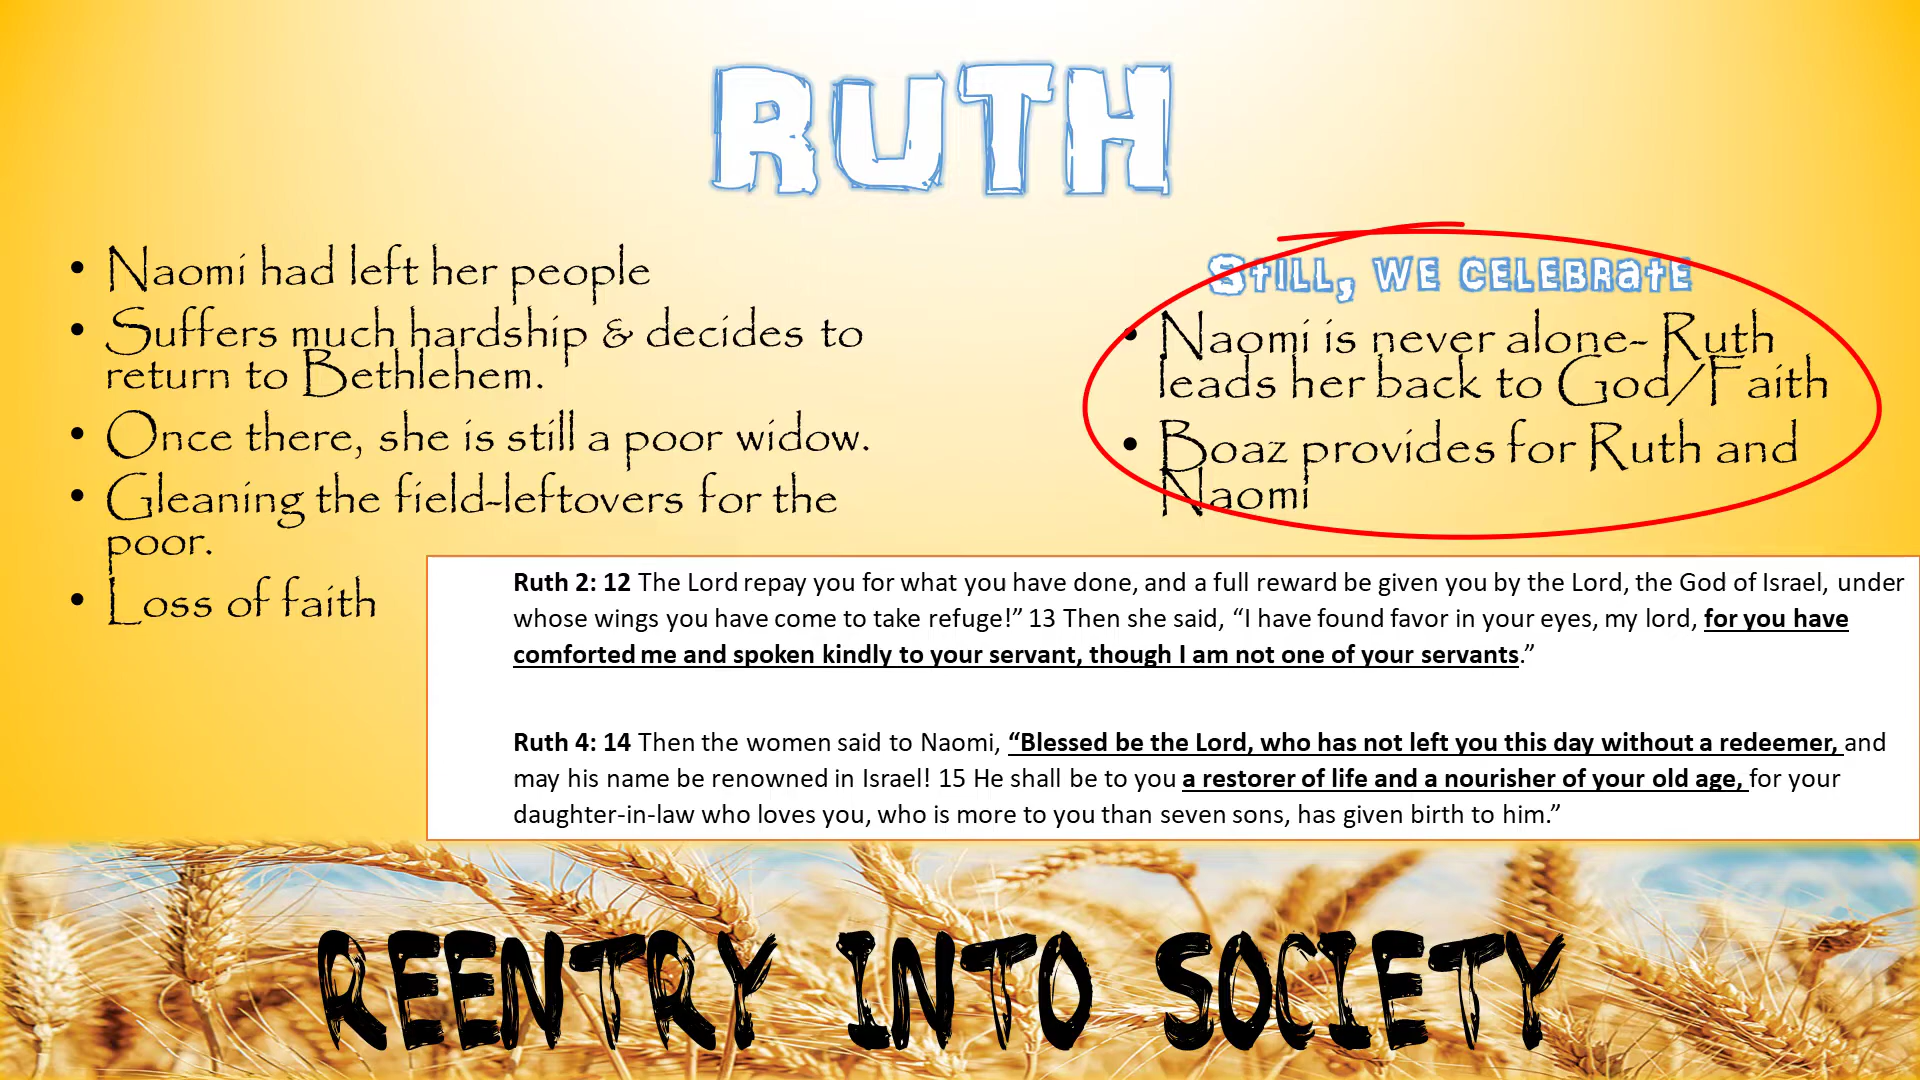 RUTH
• Naomi had left her people
• Suffers much hardship & decides to
return to Bethlehem.
• Once there, she is still a poor widow.
• Gleaning the field-leftovers for the
poor.
• Loss of faith
Still, we celebrate
• Naomi is never alone- Ruth
leads her back to God/Faith
• Boaz provides for Ruth and
Naomi
Ruth 2: 12 The Lord repay you for what you have done, and a full reward be given you by the Lord, the God of Israel, under
whose wings you have come to take refuge!” 13 Then she said, “I have found favor in your eyes, my lord, for you have
comforted me and spoken kindly to your servant, though I am not one of your servants.”
Ruth 4: 14 Then the women said to Naomi, “Blessed be the Lord, who has not left you this day without a redeemer, and
may his name be renowned in Israel! 15 He shall be to you a restorer of life and a nourisher of your old age, for your
daughter-in-law who loves you, who is more to you than seven sons, has given birth to him.”
REENTRY INTO SOCIETY